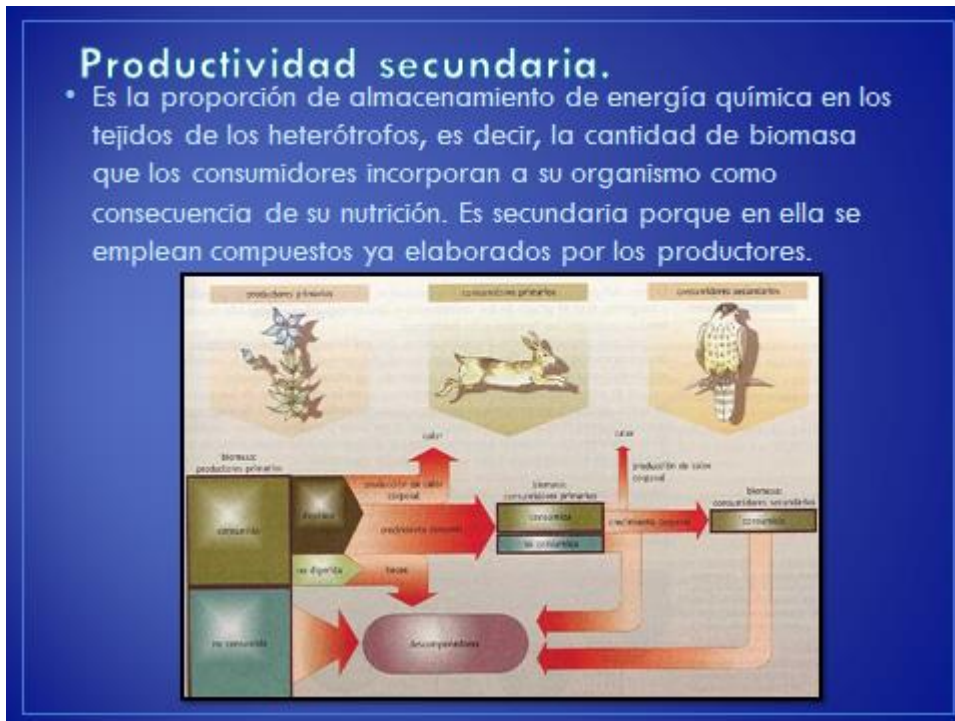 Productividad secundaria.
• Es la proporción de almacenamiento de energía química en los
tejidos de los heterótrofos, es decir, la cantidad de biomasa
que los consumidores incorporan a su organismo como
consecuencia de su nutrición. Es secundaria porque en ella se
emplean compuestos ya elaborados por los productores.
productores primarios
consumidores primarios
consumidores secundarios
calor
calor
biomasa:
productores primarios
producción de calor
corporal
biomasa:
consumidores primarios
producción de calor
corporal
biomasa:
consumidores secundarios
consumida
crecimiento corporal
consumida
no consumida
crecimiento corporal
consumida
no digerida
heces
no consumida
descomponedores